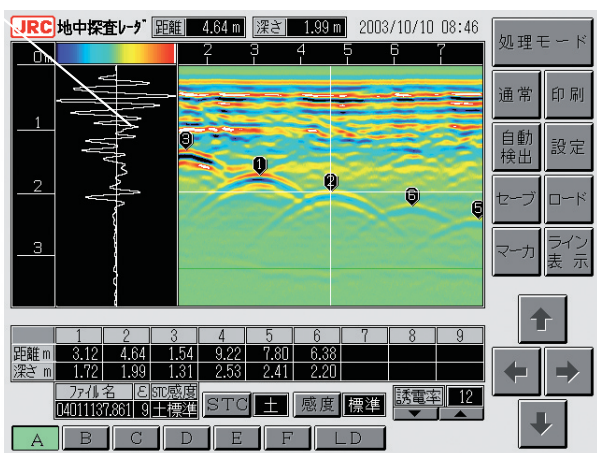 JRC 地中探査レーダ 距離 4.64 m 深さ 1.99 m 2003/10/10 08:46
処理モード
0m 2 3 4 5 6 7
通常 印刷
1
自動検出 設定
3 1 2 6 5
2
セーブ ロード
3
マーカ ライン表示
1 2 3 4 5 6 7 8 9
距離 m 3.12 4.64 1.54 9.22 7.80 6.38
深さ m 1.72 1.99 1.31 2.53 2.41 2.20
ファイル名 ε STC感度
04011137.861 9 土標準
STC 土 感度 標準 誘電率 12
A B C D E F LD